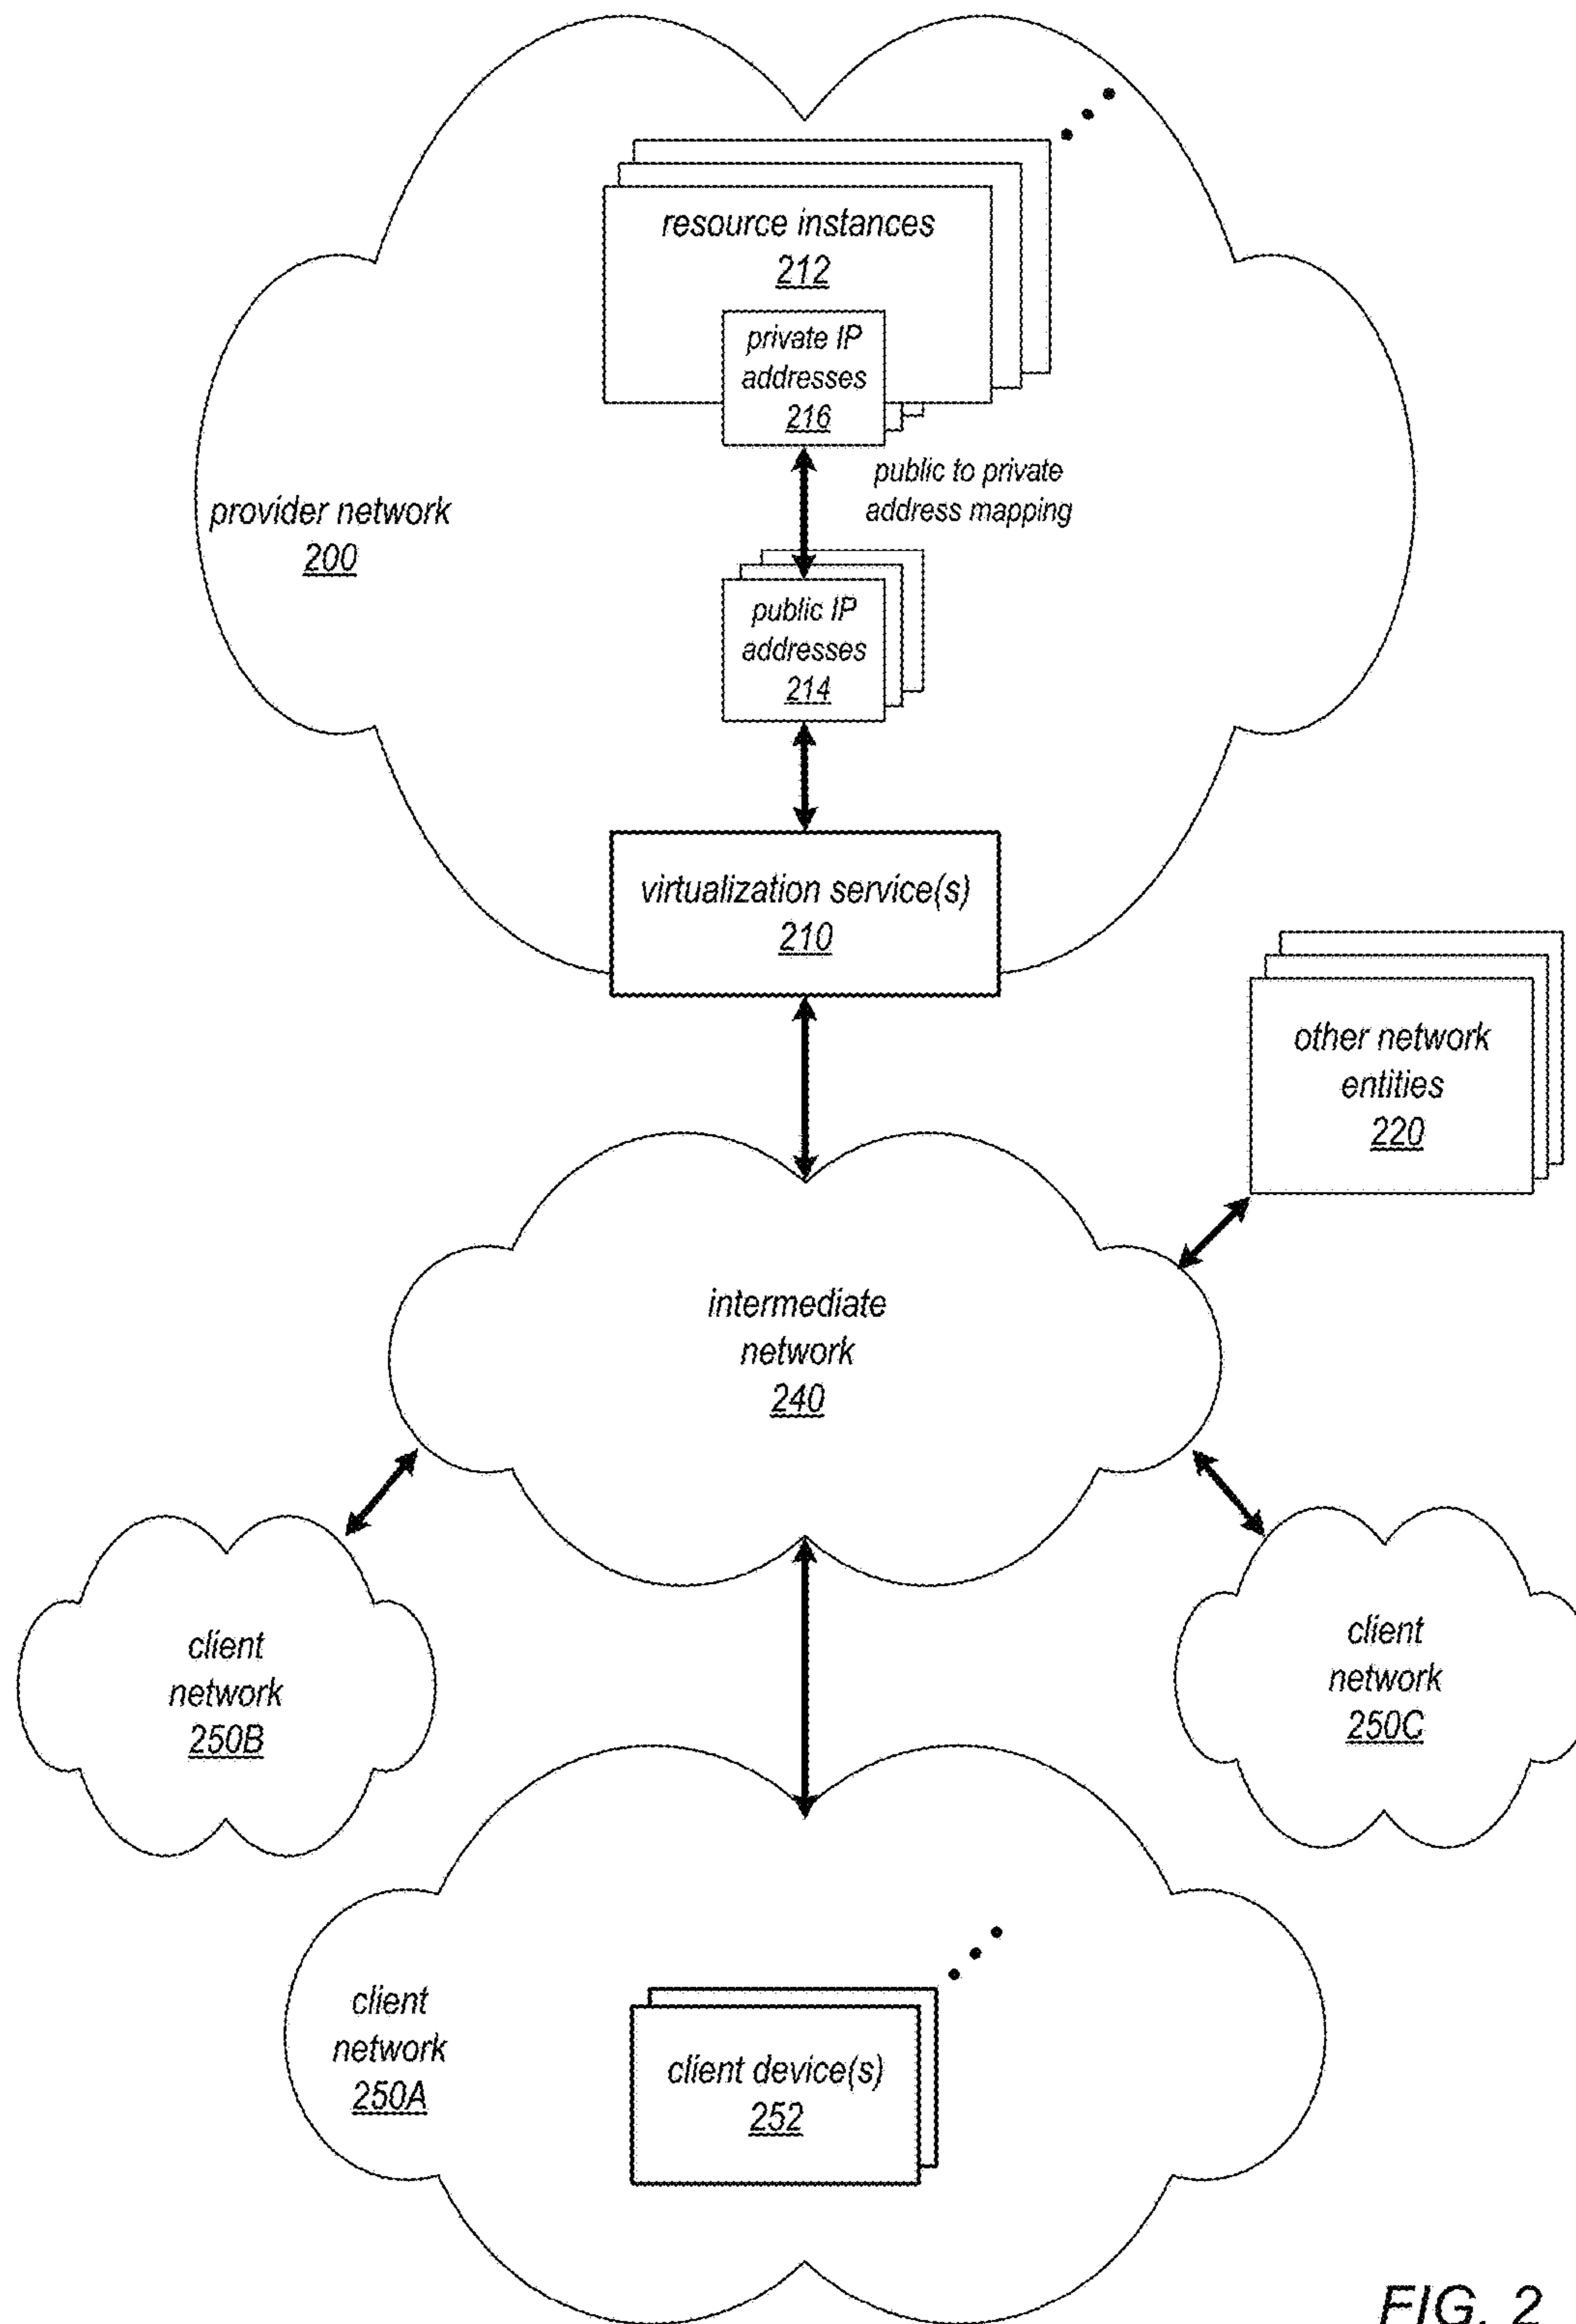 resource instances
212
private IP
addresses
216
public to private
address mapping
provider network
200
public IP
addresses
214
virtualization service(s)
210
other network
entities
220
intermediate
network
240
client
network
250B
client
network
250C
client
network
250A
client device(s)
252
FIG. 2